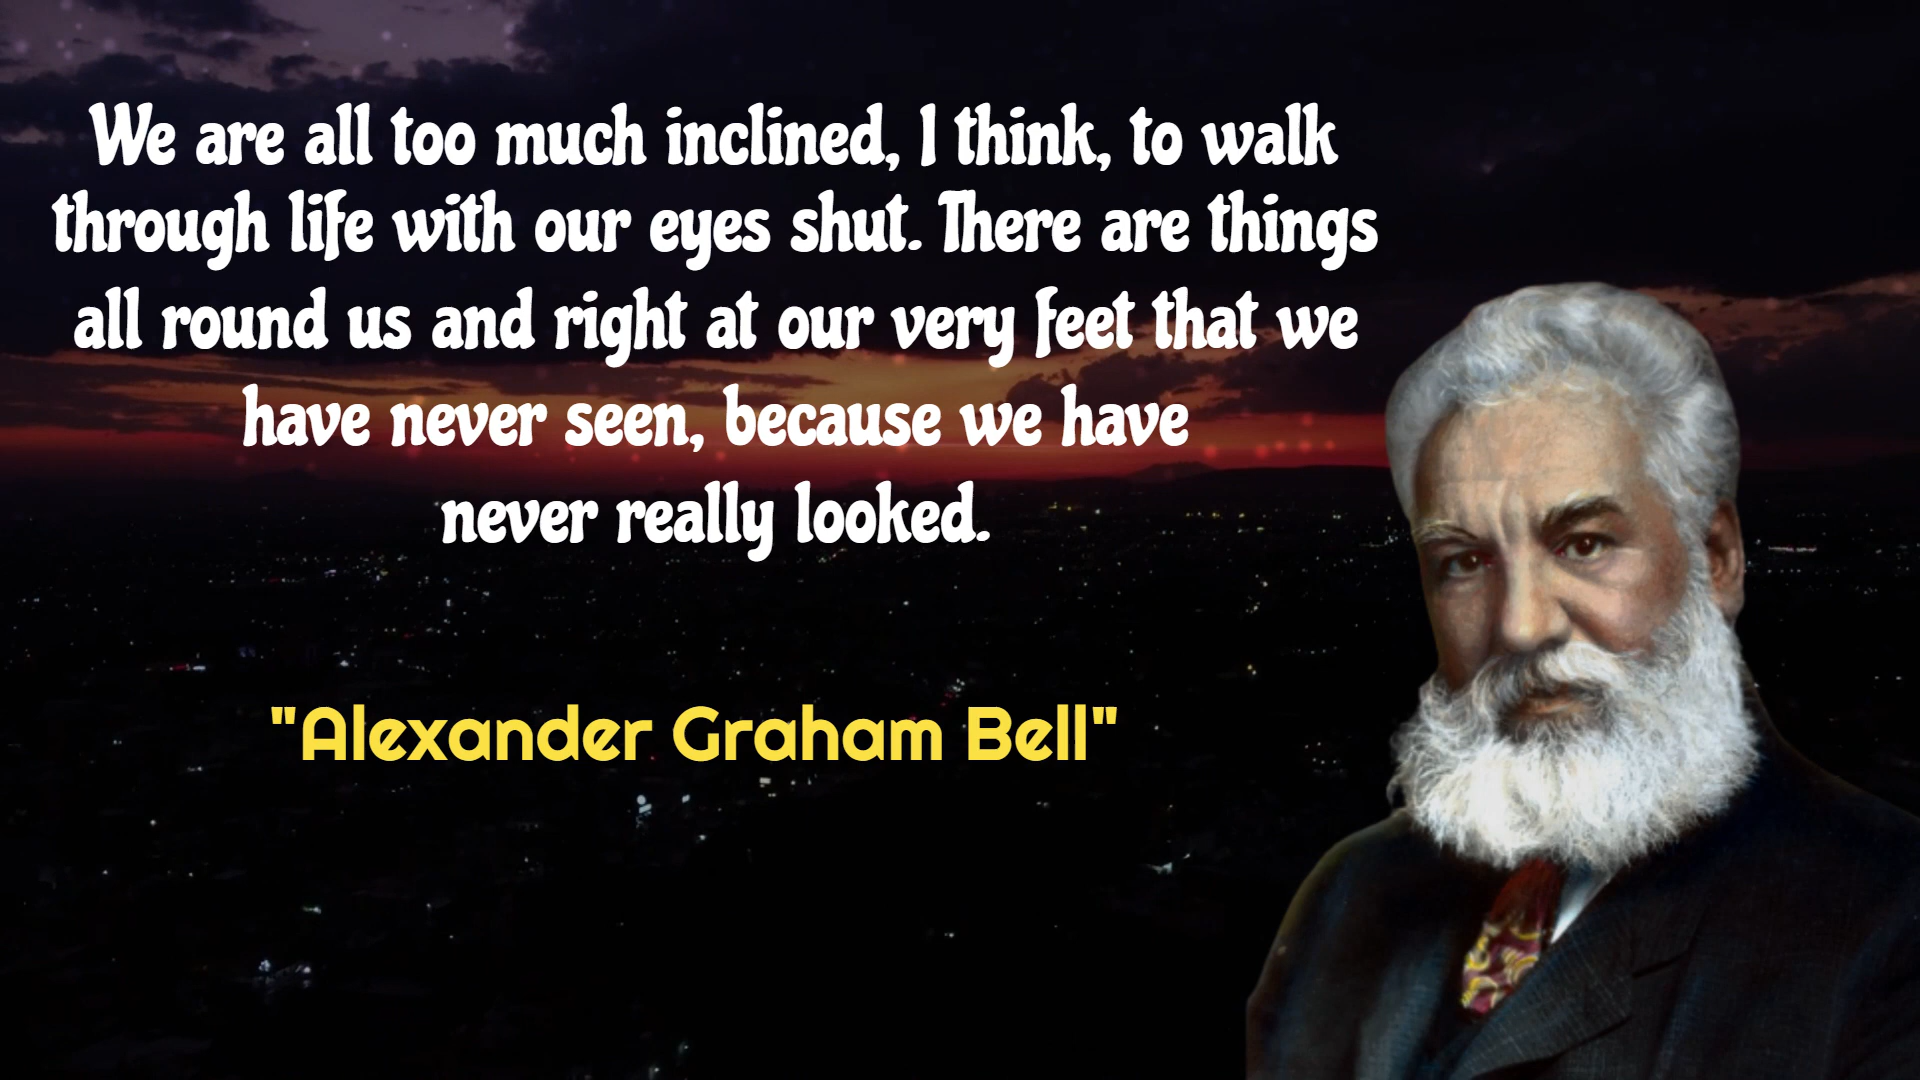 We are all too much inclined, I think, to walk
through life with our eyes shut. There are things
all round us and right at our very feet that we
have never seen, because we have
never really looked.
"Alexander Graham Bell"